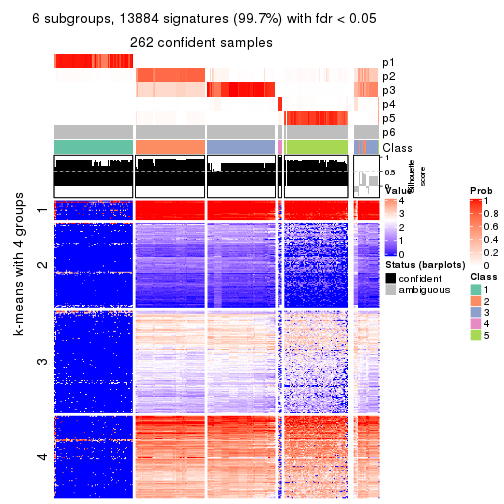 6 subgroups, 13884 signatures (99.7%) with fdr < 0.05
262 confident samples
p1
p2
p3
p4
p5
p6
Class
1
0.5
0
Silhouette
score
k-means with 4 groups
1
2
3
4
Value
4
3
2
1
0
Status (barplots)
confident
ambiguous
Prob
1
0.8
0.6
0.4
0.2
0
Class
1
2
3
4
5